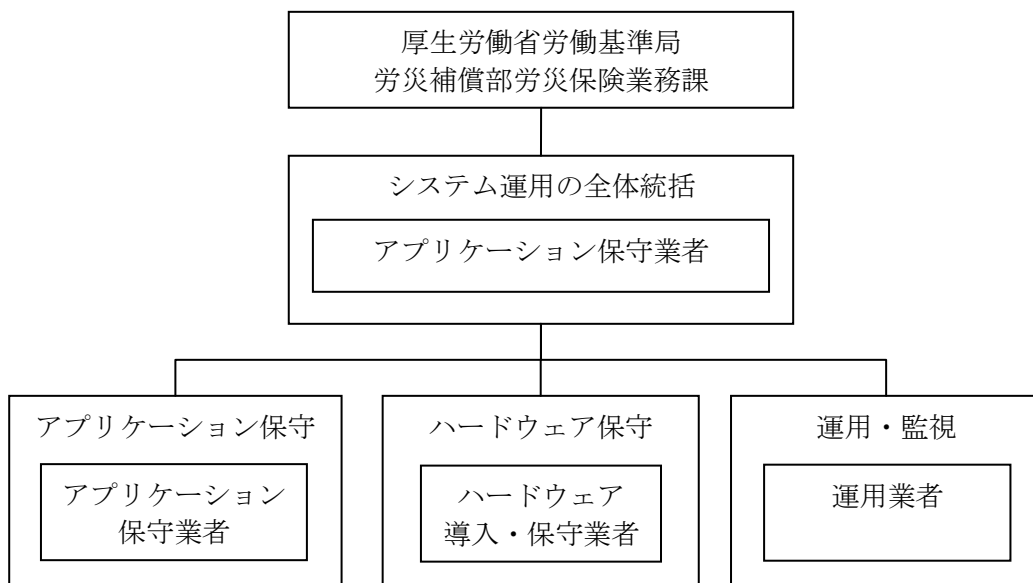 厚生労働省労働基準局
労災補償部労災保険業務課
システム運用の全体統括
アプリケーション保守業者
アプリケーション保守
アプリケーション
保守業者
ハードウェア保守
ハードウェア
導入・保守業者
運用・監視
運用業者